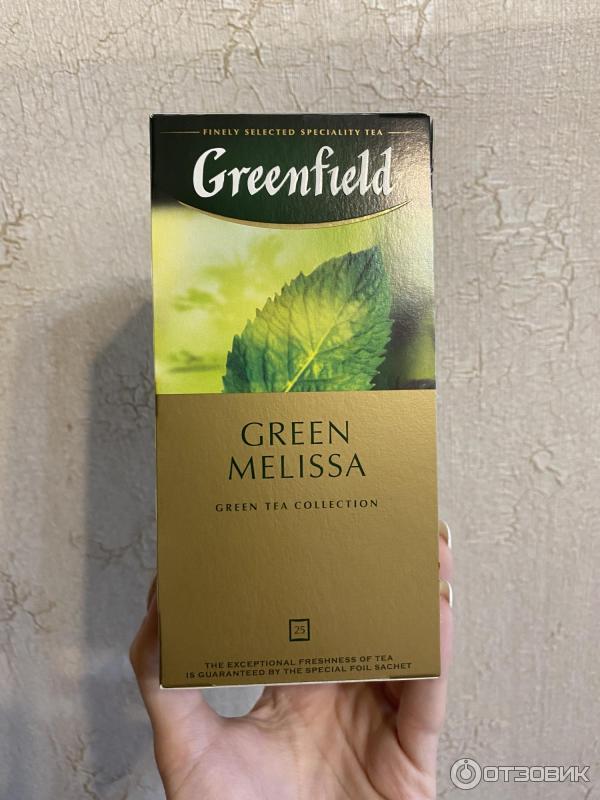 FINELY SELECTED SPECIALITY TEA
Greenfield
GREEN
MELISSA
GREEN TEA COLLECTION
25
THE EXCEPTIONAL FRESHNESS OF TEA
IS GUARANTEED BY THE SPECIAL FOIL SACHET
ОТЗОВИК